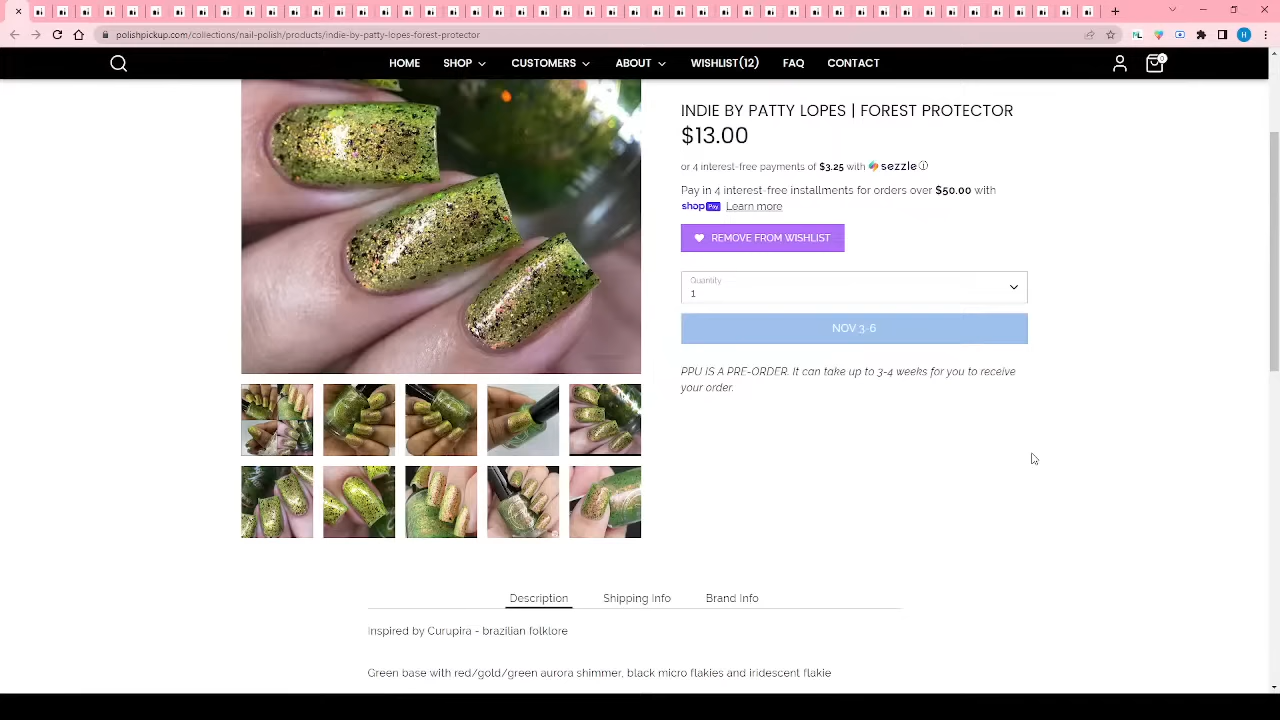 polishpickup.com/collections/nail-polish/products/indie-by-patty-lopes-forest-protector
HOME SHOP CUSTOMERS ABOUT WISHLIST(12) FAQ CONTACT
0
INDIE BY PATTY LOPES | FOREST PROTECTOR
$13.00
or 4 interest-free payments of $3.25 with sezzle
Pay in 4 interest-free installments for orders over $50.00 with
shop Pay Learn more
REMOVE FROM WISHLIST
Quantity
1
NOV 3-6
PPU IS A PRE-ORDER. It can take up to 3-4 weeks for you to receive
your order.
Description Shipping Info Brand Info
Inspired by Curupira - brazilian folklore
Green base with red/gold/green aurora shimmer, black micro flakies and iridescent flakie